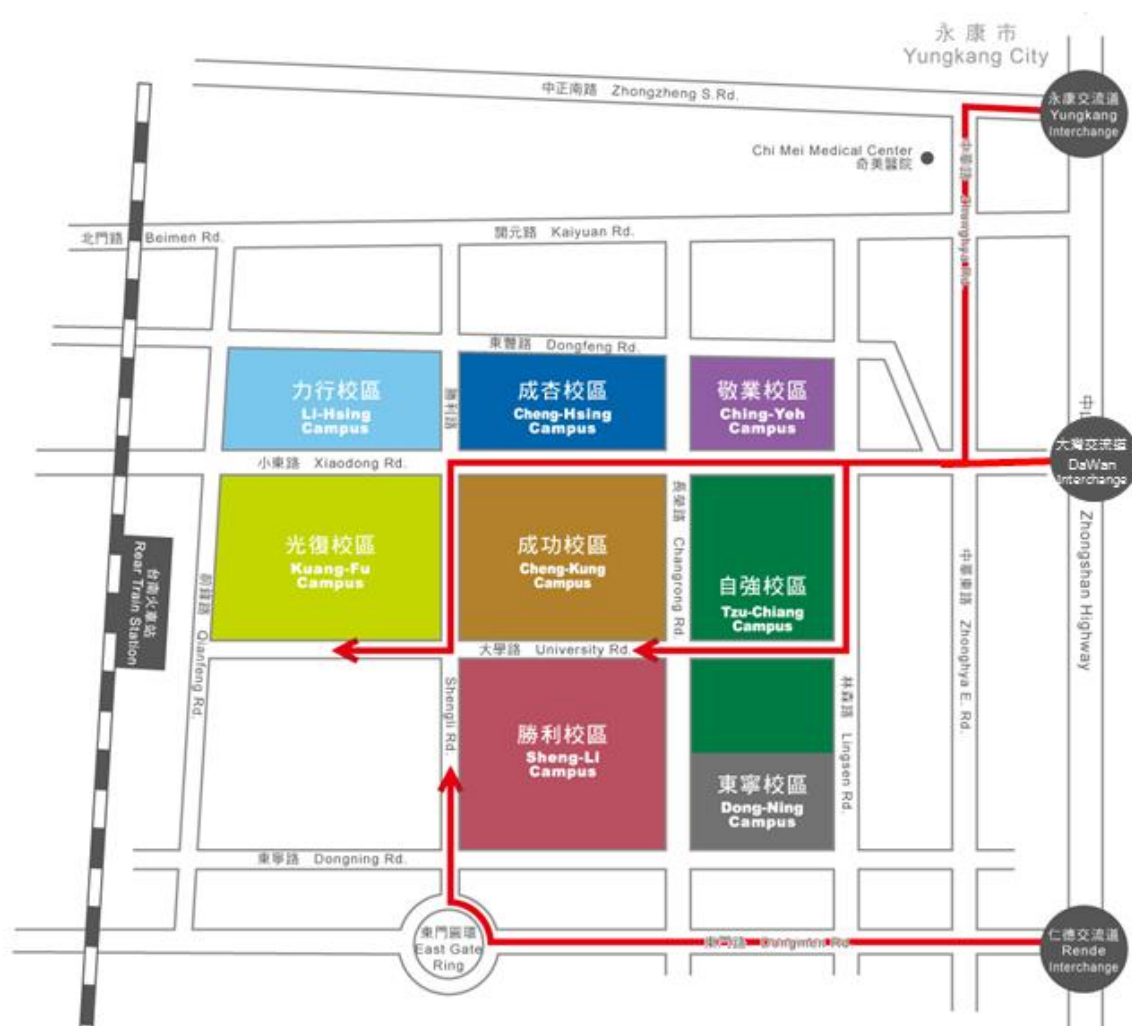 永康市
Yungkang City
中正南路 Zhongzheng S.Rd.
永康交流道
Yungkang
Interchange
Chi Mei Medical Center
奇美醫院
中華路
北門路 Beimen Rd.
開元路 Kaiyuan Rd.
東豐路 Dongfeng Rd.
力行校區
Li-Hsing
Campus
勝利路
成杏校區
Cheng-Hsing
Campus
敬業校區
Ching-Yeh
Campus
小東路 Xiaodong Rd.
大灣交流道
DaWan
Interchange
光復校區
Kuang-Fu
Campus
成功校區
Cheng-Kung
Campus
長榮路 Changrong Rd.
自強校區
Tzu-Chiang
Campus
中華東路 Zhonghya E. Rd.
Zhongshan Highway
台南火車站
Rear Train Station
前鋒路 Qianfeng Rd.
大學路 University Rd.
Shengli Rd.
勝利校區
Sheng-Li
Campus
林森路 Lingsen Rd.
東寧校區
Dong-Ning
Campus
東寧路 Dongning Rd.
東門圓環
East Gate
Ring
東門路 Dongmen Rd.
仁德交流道
Rende
Interchange